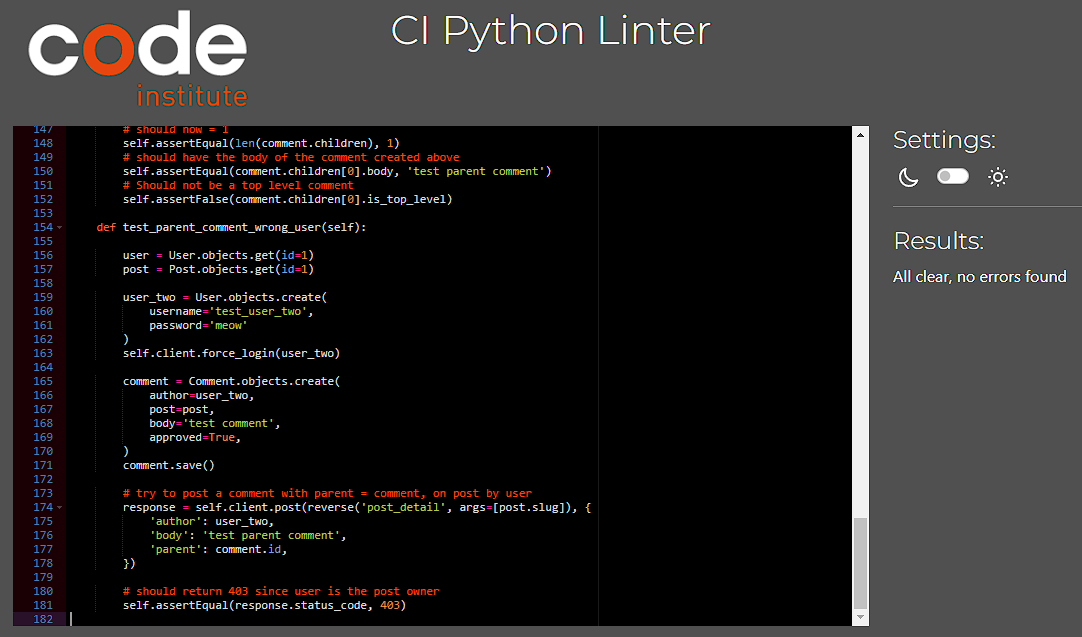 code
institute
CI Python Linter
147 # should now = 1
148 self.assertEqual(len(comment.children), 1)
149 # should have the body of the comment created above
150 self.assertEqual(comment.children[0].body, 'test parent comment')
151 # Should not be a top level comment
152 self.assertFalse(comment.children[0].is_top_level)
153
154 def test_parent_comment_wrong_user(self):
155
156 user = User.objects.get(id=1)
157 post = Post.objects.get(id=1)
158
159 user_two = User.objects.create(
160 username='test_user_two',
161 password='meow'
162 )
163 self.client.force_login(user_two)
164
165 comment = Comment.objects.create(
166 author=user_two,
167 post=post,
168 body='test comment',
169 approved=True,
170 )
171 comment.save()
172
173 # try to post a comment with parent = comment, on post by user
174 response = self.client.post(reverse('post_detail', args=[post.slug]), {
175 'author': user_two,
176 'body': 'test parent comment',
177 'parent': comment.id,
178 })
179
180 # should return 403 since user is the post owner
181 self.assertEqual(response.status_code, 403)
182
Settings:
Results:
All clear, no errors found